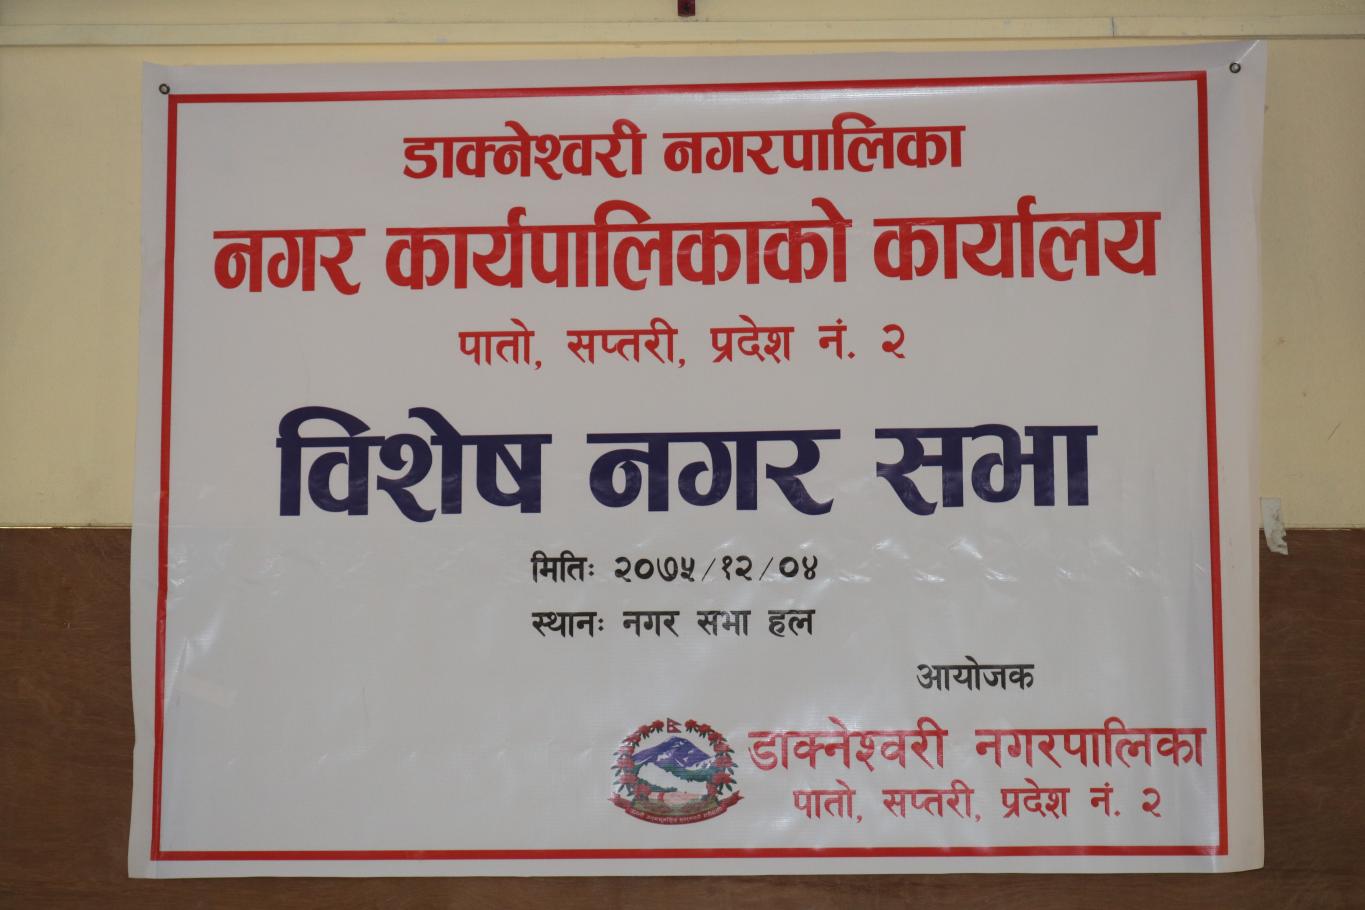 डाक्नेश्वरी नगरपालिका
नगर कार्यपालिकाको कार्यालय
पातो, सप्तरी, प्रदेश नं. २
विशेष नगर सभा
मितिः २०७५/१२/०४
स्थानः नगर सभा हल
आयोजक
डाक्नेश्वरी नगरपालिका
पातो, सप्तरी, प्रदेश नं. २